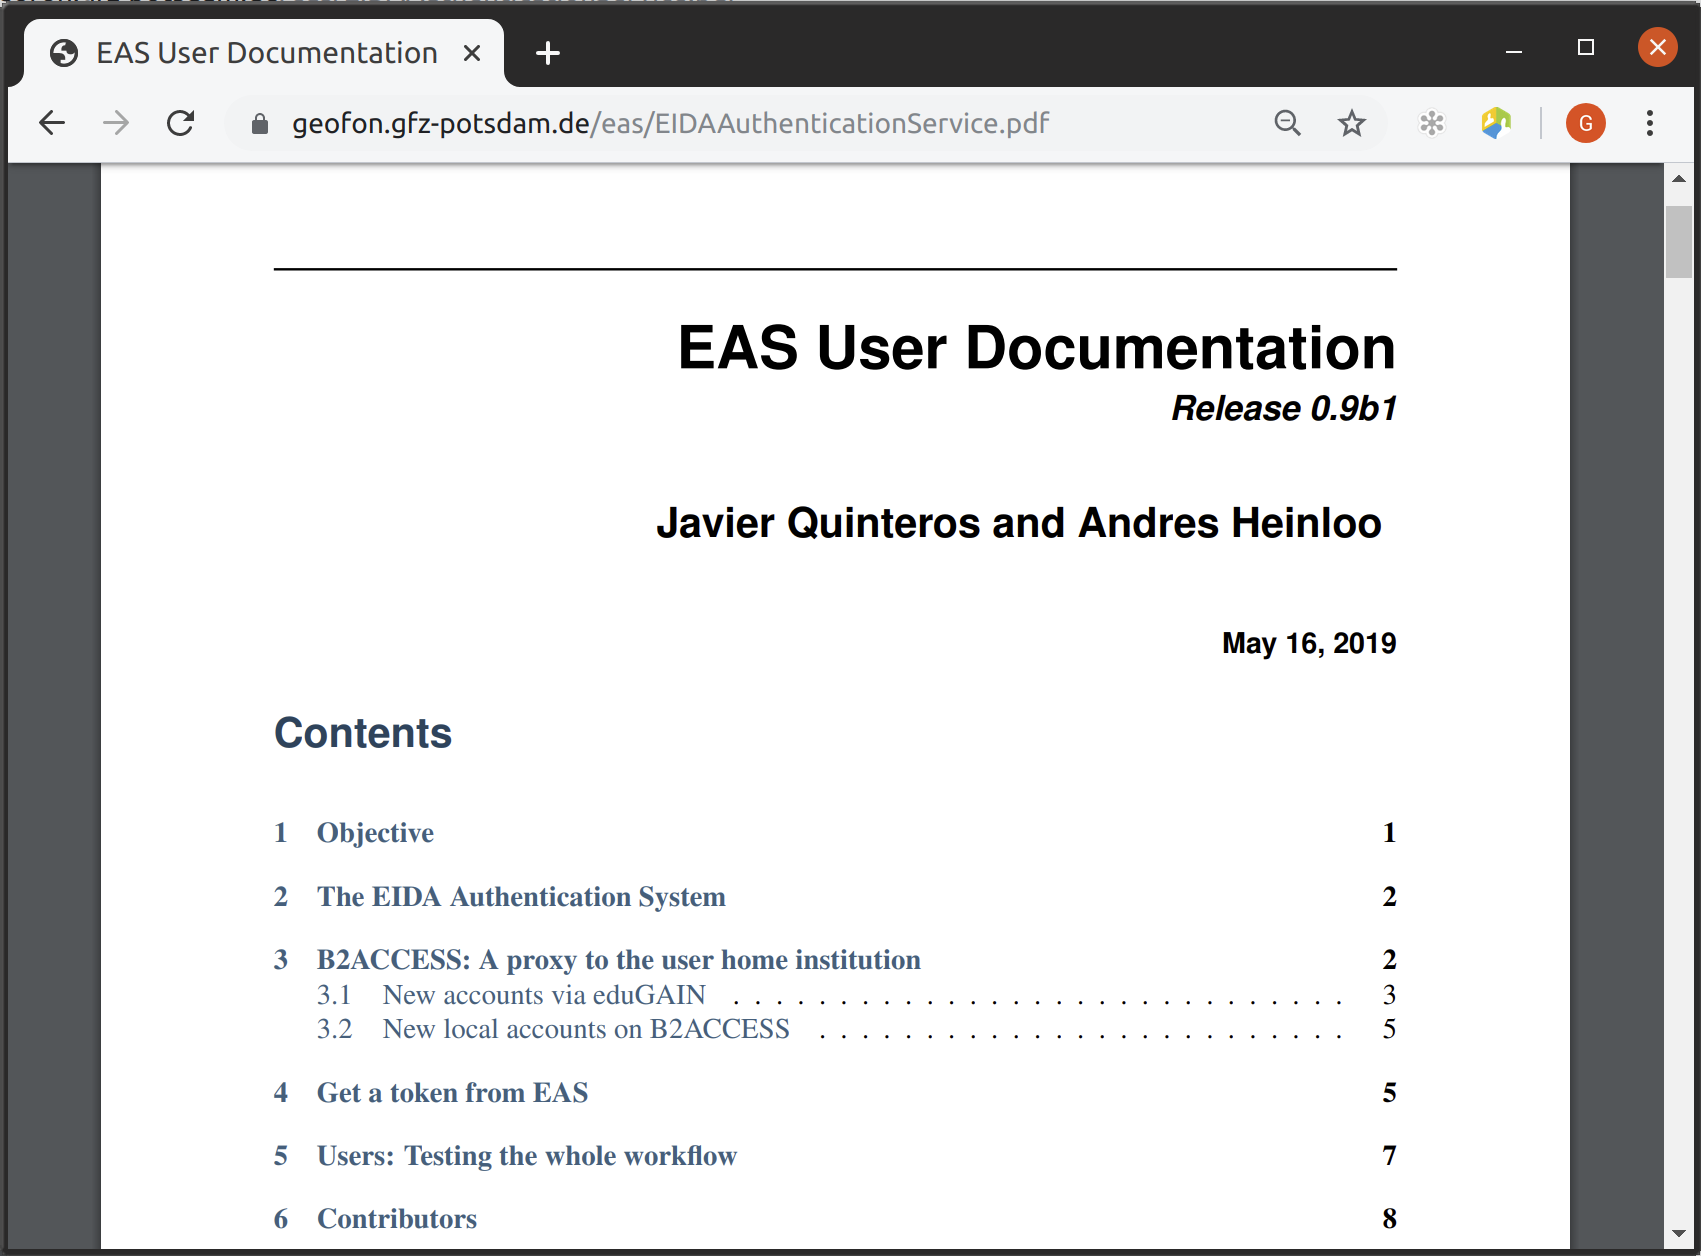 EAS User Documentation
geofon.gfz-potsdam.de/eas/EIDAAuthenticationService.pdf
G
EAS User Documentation
Release 0.9b1
Javier Quinteros and Andres Heinloo
May 16, 2019
Contents
1 Objective 1
2 The EIDA Authentication System 2
3 B2ACCESS: A proxy to the user home institution 2
3.1 New accounts via eduGAIN . . . . . . . . . . . . . . . . . . . . . . . . . . . . . 3
3.2 New local accounts on B2ACCESS . . . . . . . . . . . . . . . . . . . . . . . . . 5
4 Get a token from EAS 5
5 Users: Testing the whole workflow 7
6 Contributors 8